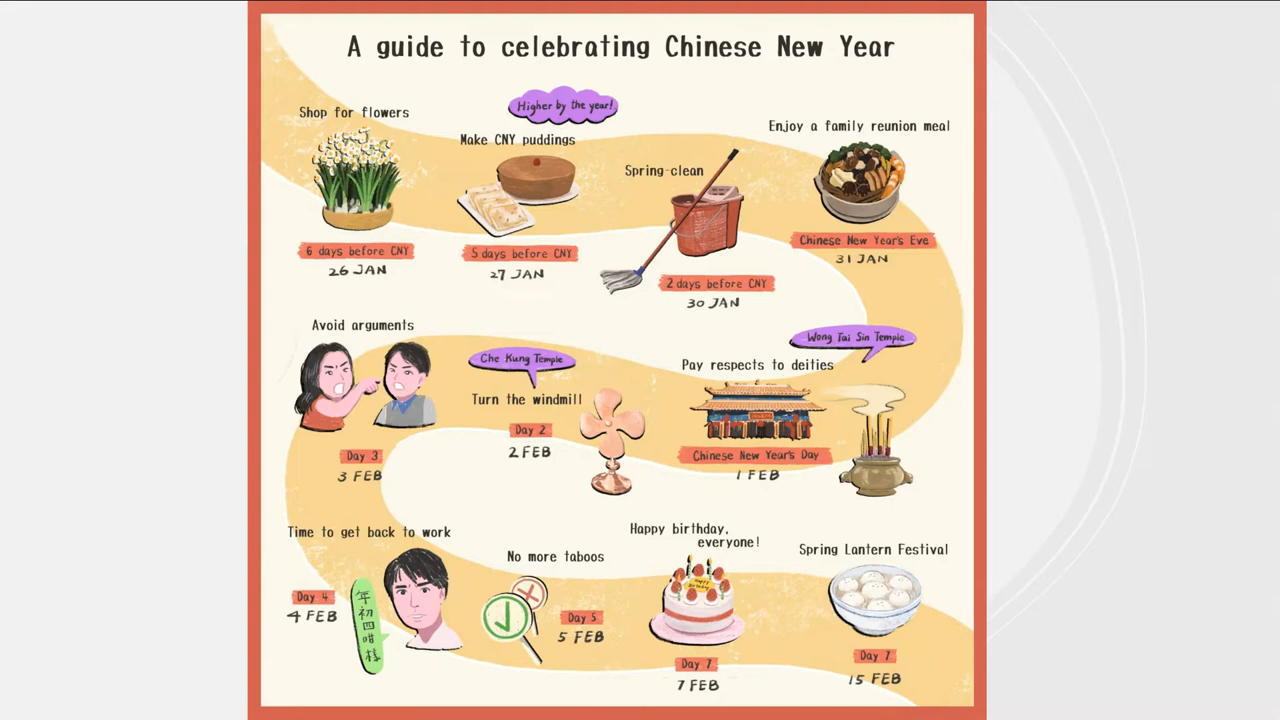 A guide to celebrating Chinese New Year
Shop for flowers
6 days before CNY
26 JAN
Higher by the year!
Make CNY puddings
5 days before CNY
27 JAN
Spring-clean
2 days before CNY
30 JAN
Enjoy a family reunion meal
Chinese New Year's Eve
31 JAN
Wong Tai Sin Temple
Pay respects to deities
Chinese New Year's Day
1 FEB
Che Kung Temple
Turn the windmill
Day 2
2 FEB
Avoid arguments
Day 3
3 FEB
Time to get back to work
Day 4
4 FEB
年初四咁樣
No more taboos
Day 5
5 FEB
Happy birthday,
everyone!
Happy
Birthday
Day 7
7 FEB
Spring Lantern Festival
Day 7
15 FEB